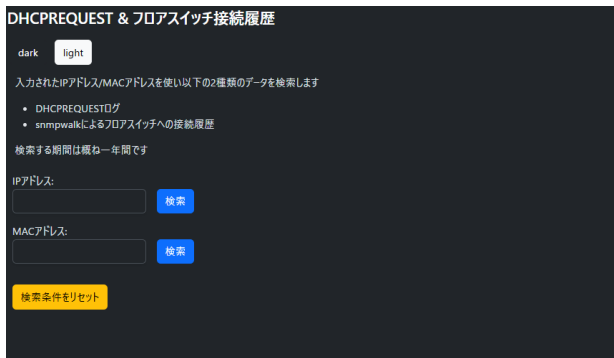 DHCPREQUEST & フロアスイッチ接続履歴
dark light
入力されたIPアドレス/MACアドレスを使い以下の2種類のデータを検索します
• DHCPREQUESTログ
• snmpwalkによるフロアスイッチへの接続履歴
検索する期間は概ね一年間です
IPアドレス:
検索
MACアドレス:
検索
検索条件をリセット